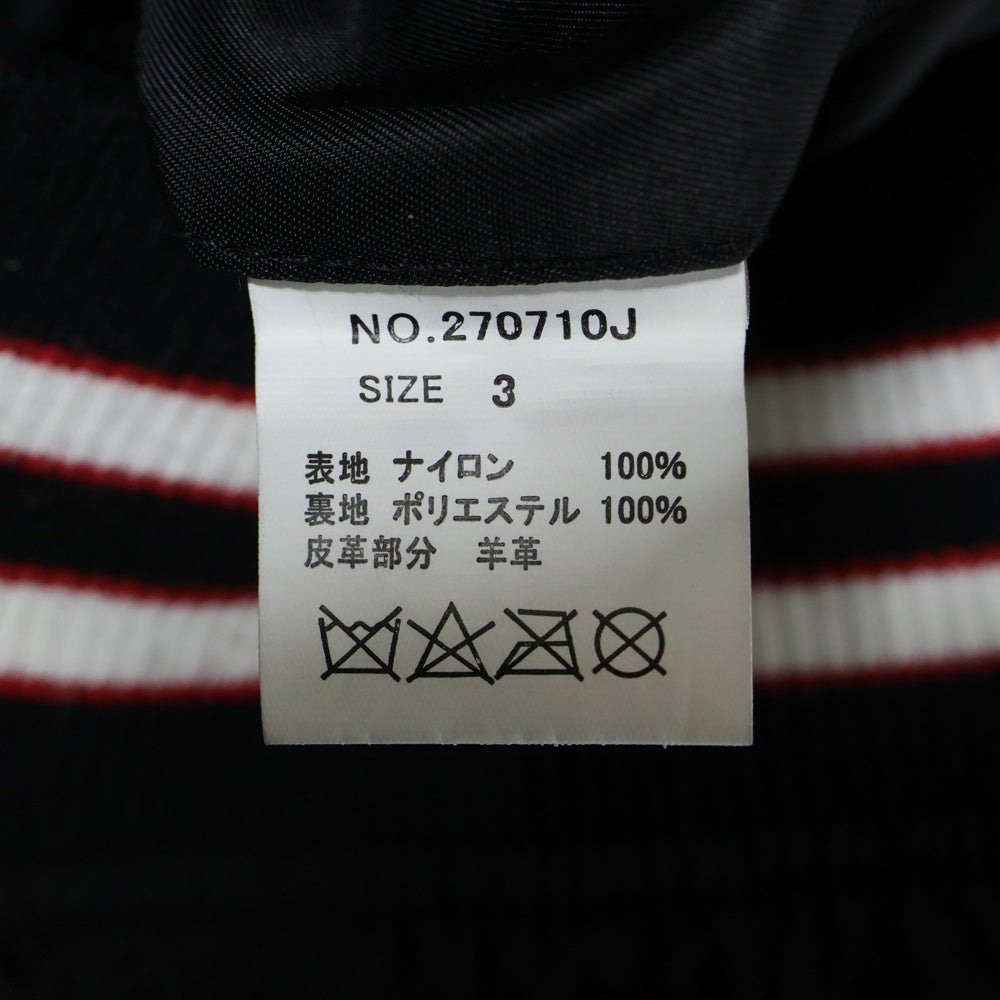 NO.270710J
SIZE 3
表地 ナイロン 100%
裏地 ポリエステル 100%
皮革部分 羊革